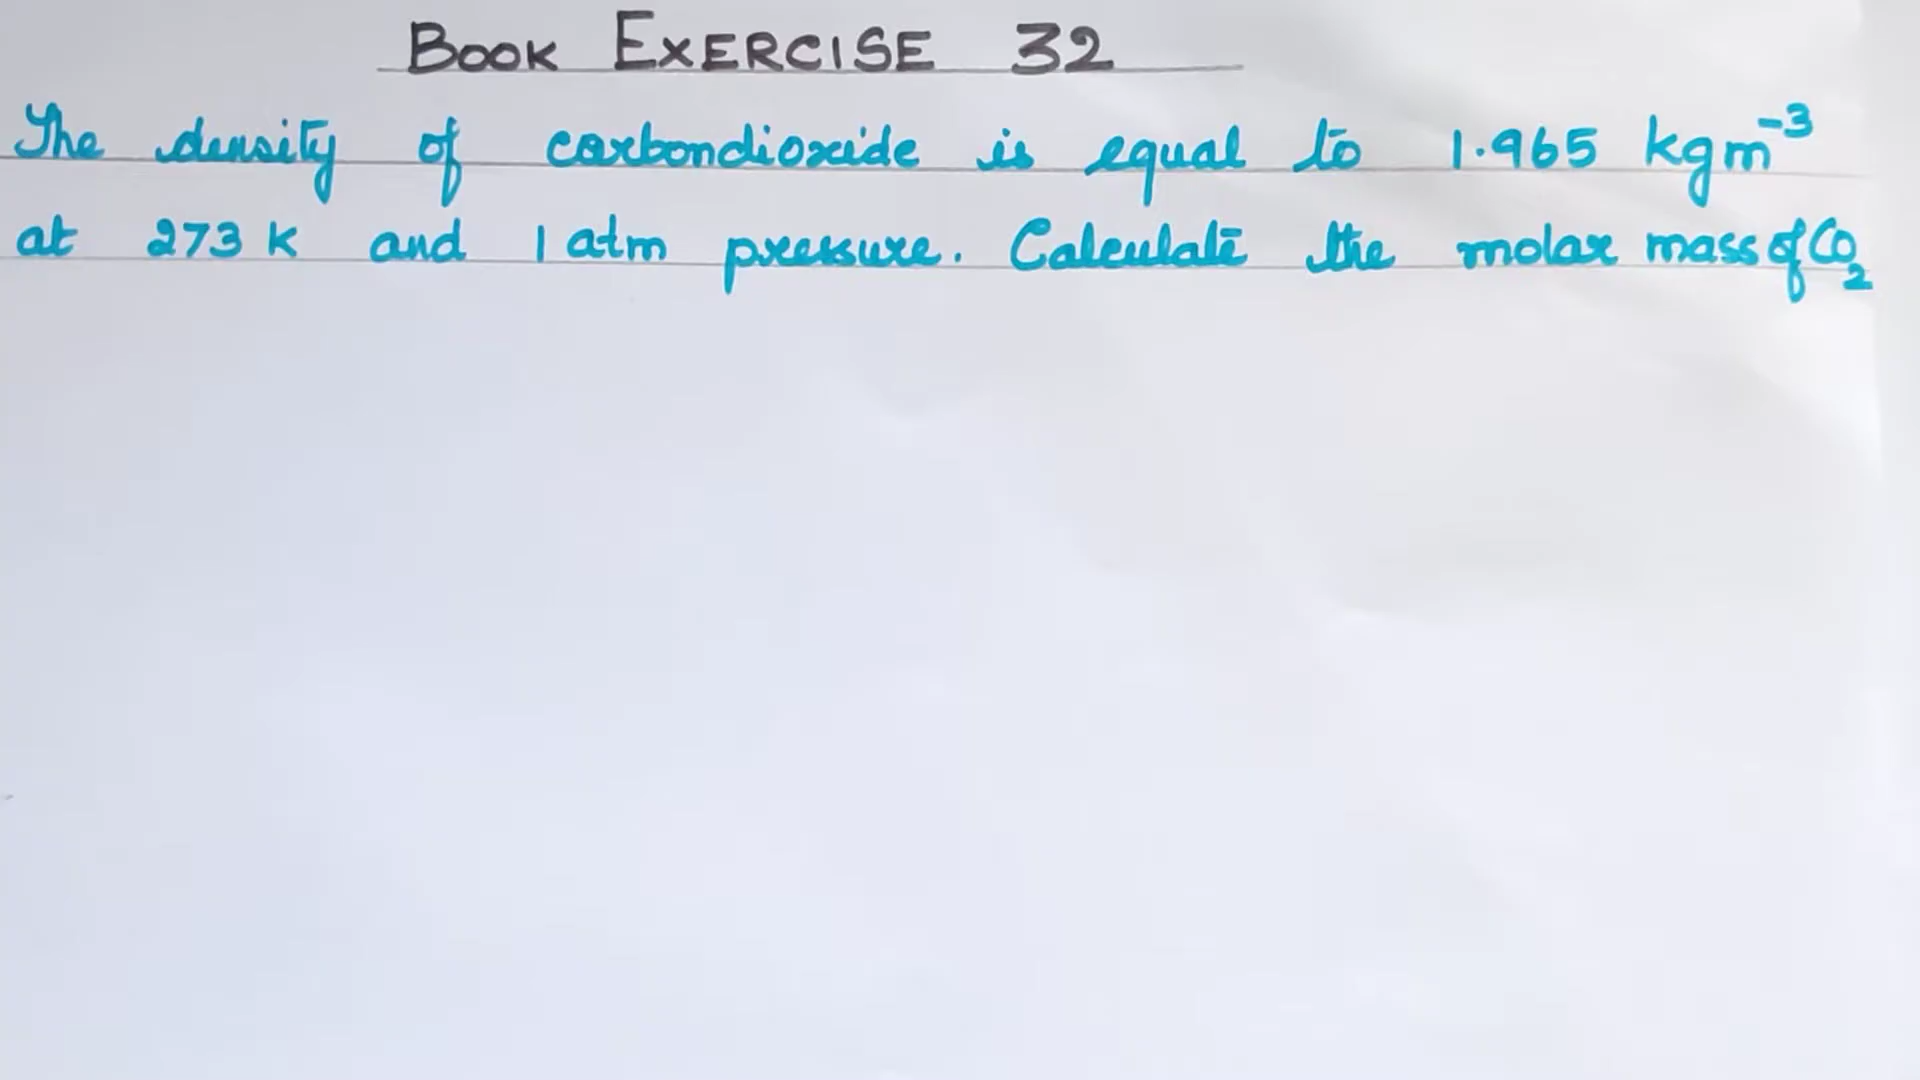 BOOK EXERCISE 32
The density of carbondioxide is equal to 1.965 kgm⁻³
at 273 K and 1 atm pressure. Calculate the molar mass of CO₂